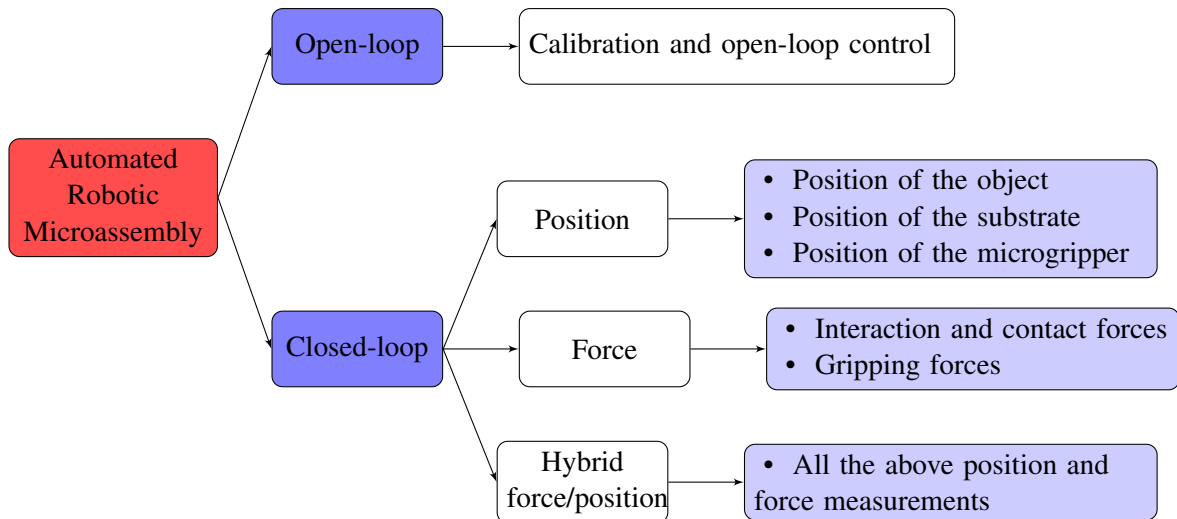 Open-loop
Calibration and open-loop control
Automated
Robotic
Microassembly
Position
• Position of the object
• Position of the substrate
• Position of the microgripper
Closed-loop
Force
• Interaction and contact forces
• Gripping forces
Hybrid
force/position
• All the above position and
force measurements